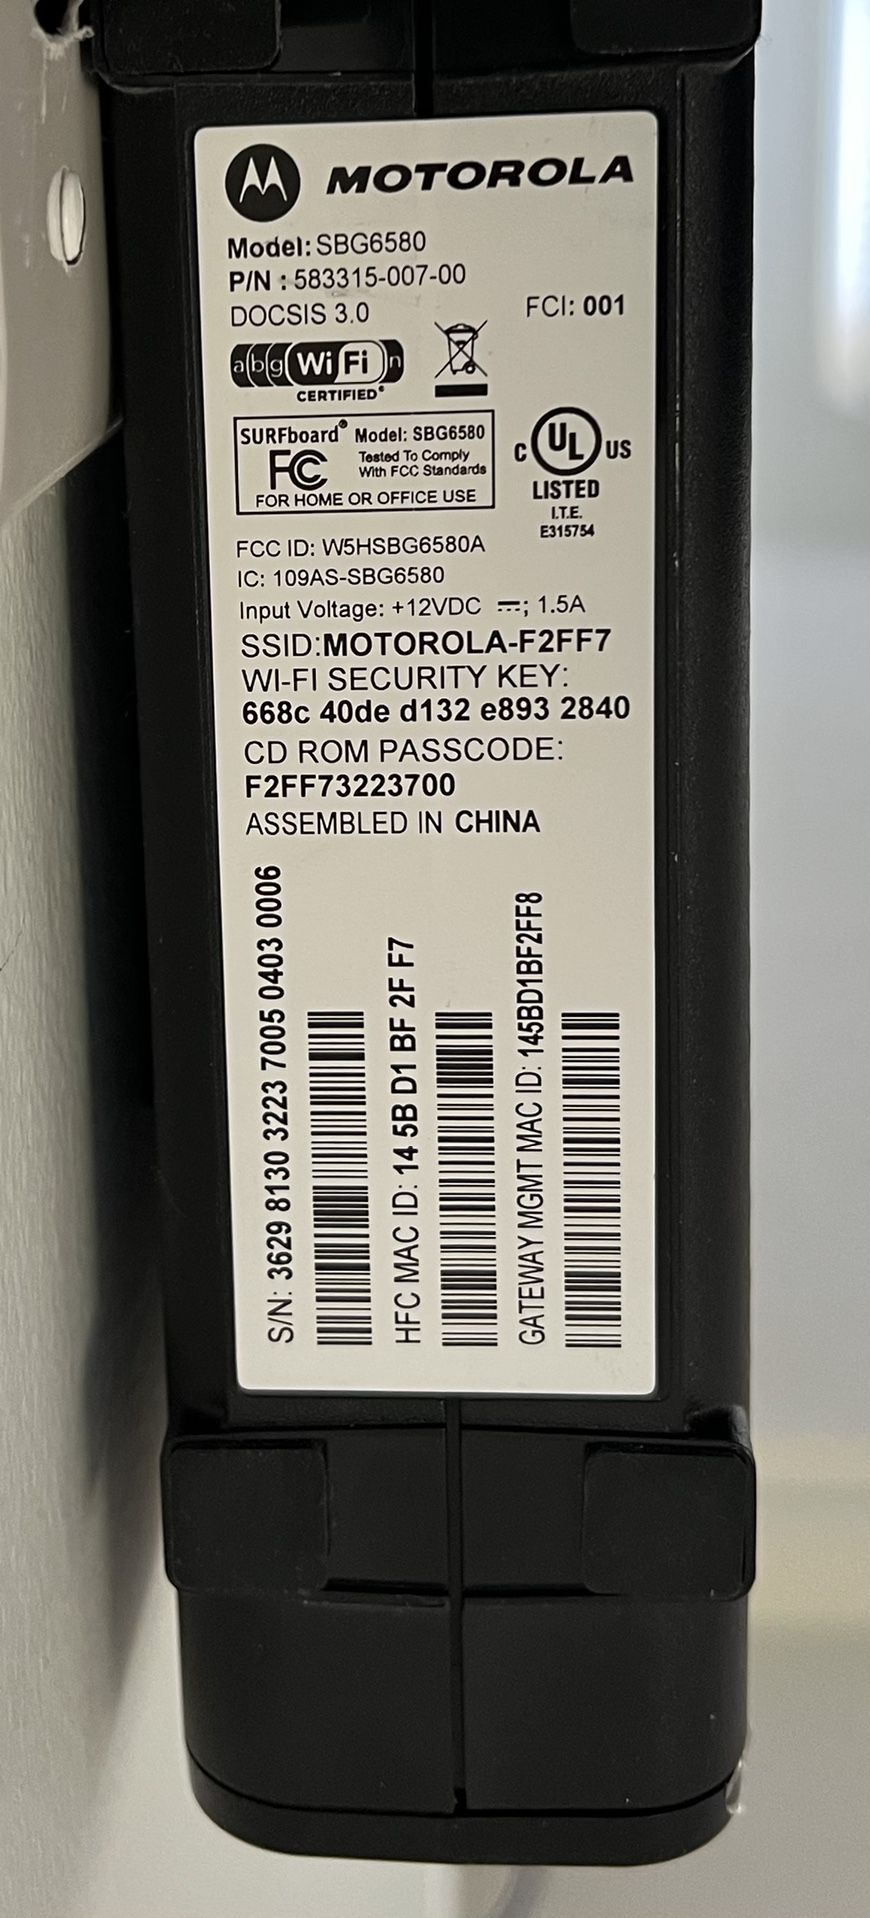 MOTOROLA
Model: SBG6580
P/N : 583315-007-00
DOCSIS 3.0
FCI: 001
a b g Wi Fi n
CERTIFIED®
SURFboard® Model: SBG6580
FC Tested To Comply
With FCC Standards
FOR HOME OR OFFICE USE
C UL US
LISTED
I.T.E.
E315754
FCC ID: W5HSBG6580A
IC: 109AS-SBG6580
Input Voltage: +12VDC ⎓; 1.5A
SSID:MOTOROLA-F2FF7
WI-FI SECURITY KEY:
668c 40de d132 e893 2840
CD ROM PASSCODE:
F2FF73223700
ASSEMBLED IN CHINA
S/N: 3629 8130 3223 7005 0403 0006
HFC MAC ID: 14 5B D1 BF 2F F7
GATEWAY MGMT MAC ID: 145BD1BF2FF8